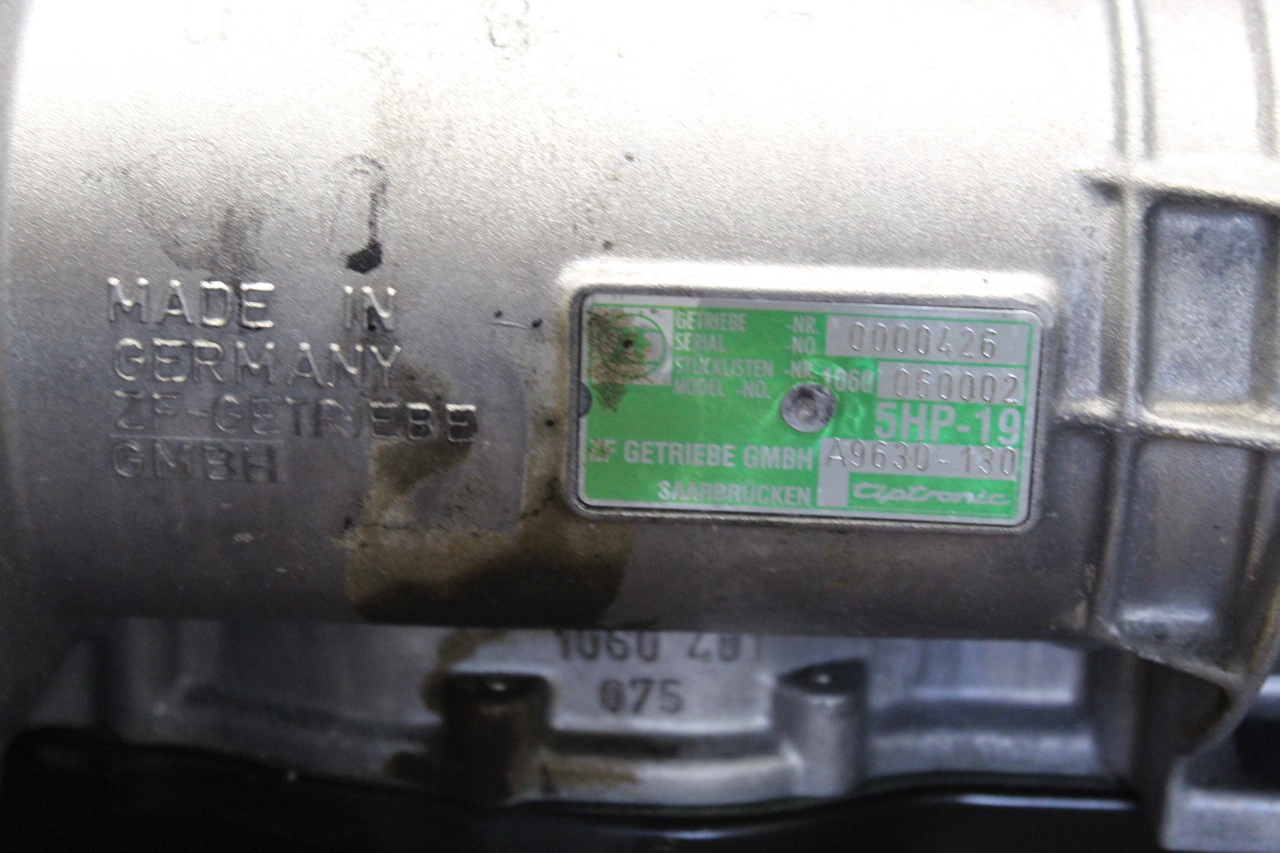 MADE IN
GERMANY
ZF-GETRIEBE
GMBH
GETRIEBE -NR.
SERIAL -NO.
0000426
STÜCKLISTEN -NR.
MODEL -NO.
1060 060002
5HP-19
ZF GETRIEBE GMBH
A9630-130
SAARBRÜCKEN
tiptronic
1060
075